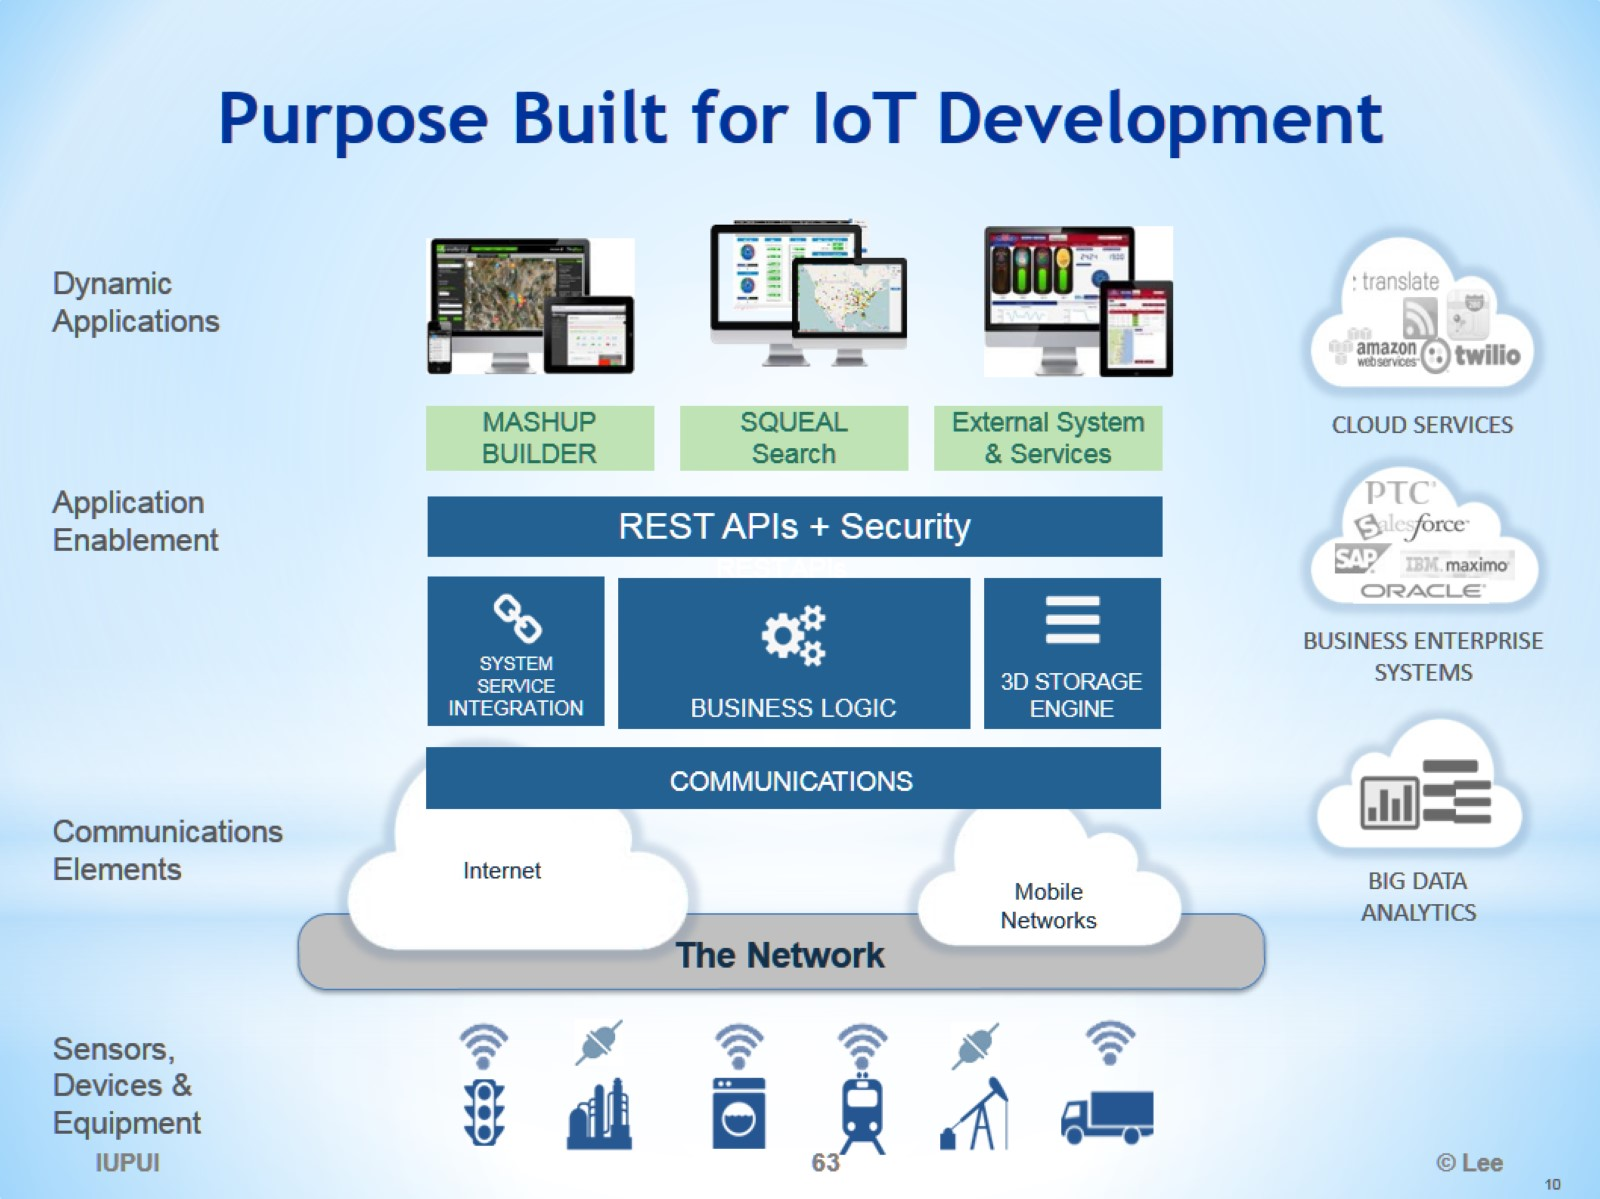 Purpose Built for IoT Development
Dynamic
Applications
MASHUP
BUILDER
SQUEAL
Search
External System
& Services
Application
Enablement
REST APIs + Security
REST APIs
SYSTEM
SERVICE
INTEGRATION
BUSINESS LOGIC
3D STORAGE
ENGINE
COMMUNICATIONS
Communications
Elements
Internet
Mobile
Networks
The Network
Sensors,
Devices &
Equipment
translate
amazon
webservices
twilio
CLOUD SERVICES
PTC
Salesforce
SAP
IBM. maximo
ORACLE
BUSINESS ENTERPRISE
SYSTEMS
BIG DATA
ANALYTICS
IUPUI
63
© Lee
10